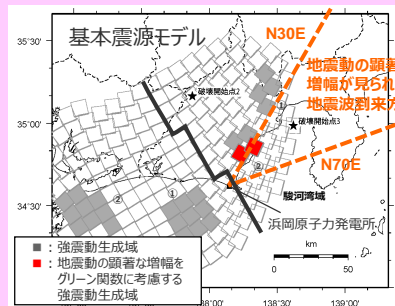 35°30'
基本震源モデル
N30E
地震動の顕著
増幅が見られ
地震波到来方
破壊開始点2
①
35°00'
破壊開始点3
②
N70E
①
②
駿河湾域
34°30'
浜岡原子力発電所
■ : 強震動生成域
■ : 地震動の顕著な増幅を
グリーン関数に考慮する
強震動生成域
km
0 50
138°00' 138°30' 139°